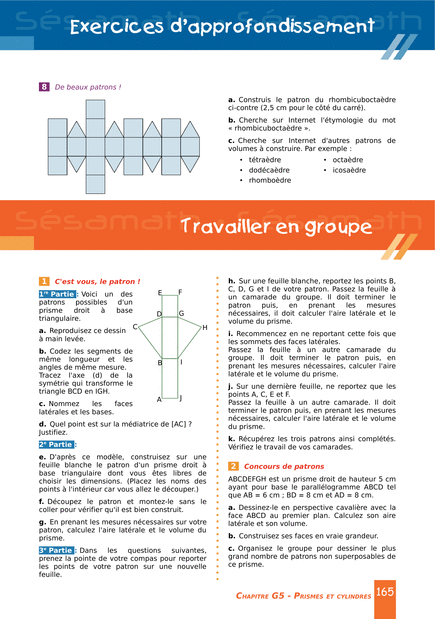 Exercices d'approfondissement
8 De beaux patrons !
a. Construis le patron du rhombicuboctaèdre
ci-contre (2,5 cm pour le côté du carré).
b. Cherche sur Internet l'étymologie du mot
« rhombicuboctaèdre ».
c. Cherche sur Internet d'autres patrons de
volumes à construire. Par exemple :
• tétraèdre • octaèdre
• dodécaèdre • icosaèdre
• rhomboèdre
Travailler en groupe
1 C'est vous, le patron !
1re Partie : Voici un des
patrons possibles d'un
prisme droit à base
triangulaire.
a. Reproduisez ce dessin
à main levée.
b. Codez les segments de
même longueur et les
angles de même mesure.
Tracez l'axe (d) de la
symétrie qui transforme le
triangle BCD en IGH.
c. Nommez les faces
latérales et les bases.
E F
D G
C H
B I
A J
d. Quel point est sur la médiatrice de [AC] ?
Justifiez.
2e Partie :
e. D'après ce modèle, construisez sur une
feuille blanche le patron d'un prisme droit à
base triangulaire dont vous êtes libres de
choisir les dimensions. (Placez les noms des
points à l'intérieur car vous allez le découper.)
f. Découpez le patron et montez-le sans le
coller pour vérifier qu'il est bien construit.
g. En prenant les mesures nécessaires sur votre
patron, calculez l'aire latérale et le volume du
prisme.
3e Partie : Dans les questions suivantes,
prenez la pointe de votre compas pour reporter
les points de votre patron sur une nouvelle
feuille.
h. Sur une feuille blanche, reportez les points B,
C, D, G et I de votre patron. Passez la feuille à
un camarade du groupe. Il doit terminer le
patron puis, en prenant les mesures
nécessaires, il doit calculer l'aire latérale et le
volume du prisme.
i. Recommencez en ne reportant cette fois que
les sommets des faces latérales.
Passez la feuille à un autre camarade du
groupe. Il doit terminer le patron puis, en
prenant les mesures nécessaires, calculer l'aire
latérale et le volume du prisme.
j. Sur une dernière feuille, ne reportez que les
points A, C, E et F.
Passez la feuille à un autre camarade. Il doit
terminer le patron puis, en prenant les mesures
nécessaires, calculer l'aire latérale et le volume
du prisme.
k. Récupérez les trois patrons ainsi complétés.
Vérifiez le travail de vos camarades.
2 Concours de patrons
ABCDEFGH est un prisme droit de hauteur 5 cm
ayant pour base le parallélogramme ABCD tel
que AB = 6 cm ; BD = 8 cm et AD = 8 cm.
a. Dessinez-le en perspective cavalière avec la
face ABCD au premier plan. Calculez son aire
latérale et son volume.
b. Construisez ses faces en vraie grandeur.
c. Organisez le groupe pour dessiner le plus
grand nombre de patrons non superposables de
ce prisme.
Chapitre G5 - Prismes et cylindres 165